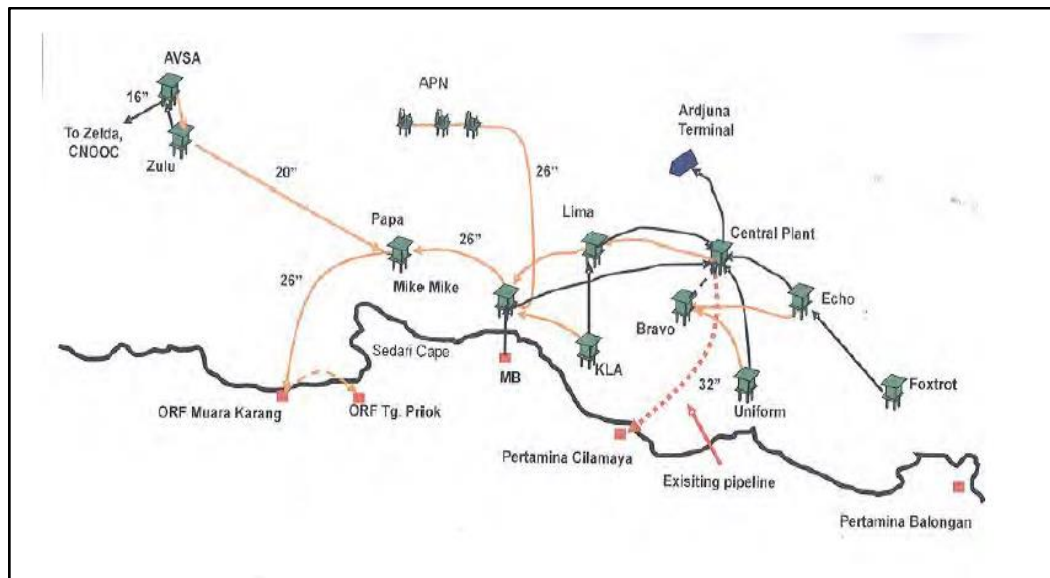 AVSA
16”
To Zelda,
CNOOC
Zulu
20”
APN
26”
Ardjuna
Terminal
Papa
26”
Lima
Central Plant
26”
Mike Mike
Bravo
Echo
Sedari Cape
MB
KLA
32”
Uniform
Foxtrot
ORF Muara Karang
ORF Tg. Priok
Pertamina Cilamaya
Exisiting pipeline
Pertamina Balongan